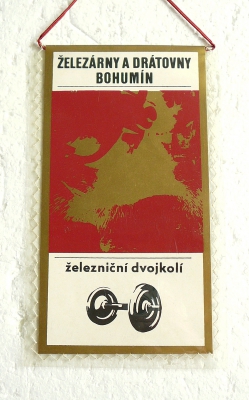 ŽELEZÁRNY A DRÁTOVNY
BOHUMÍN
železniční dvojkolí